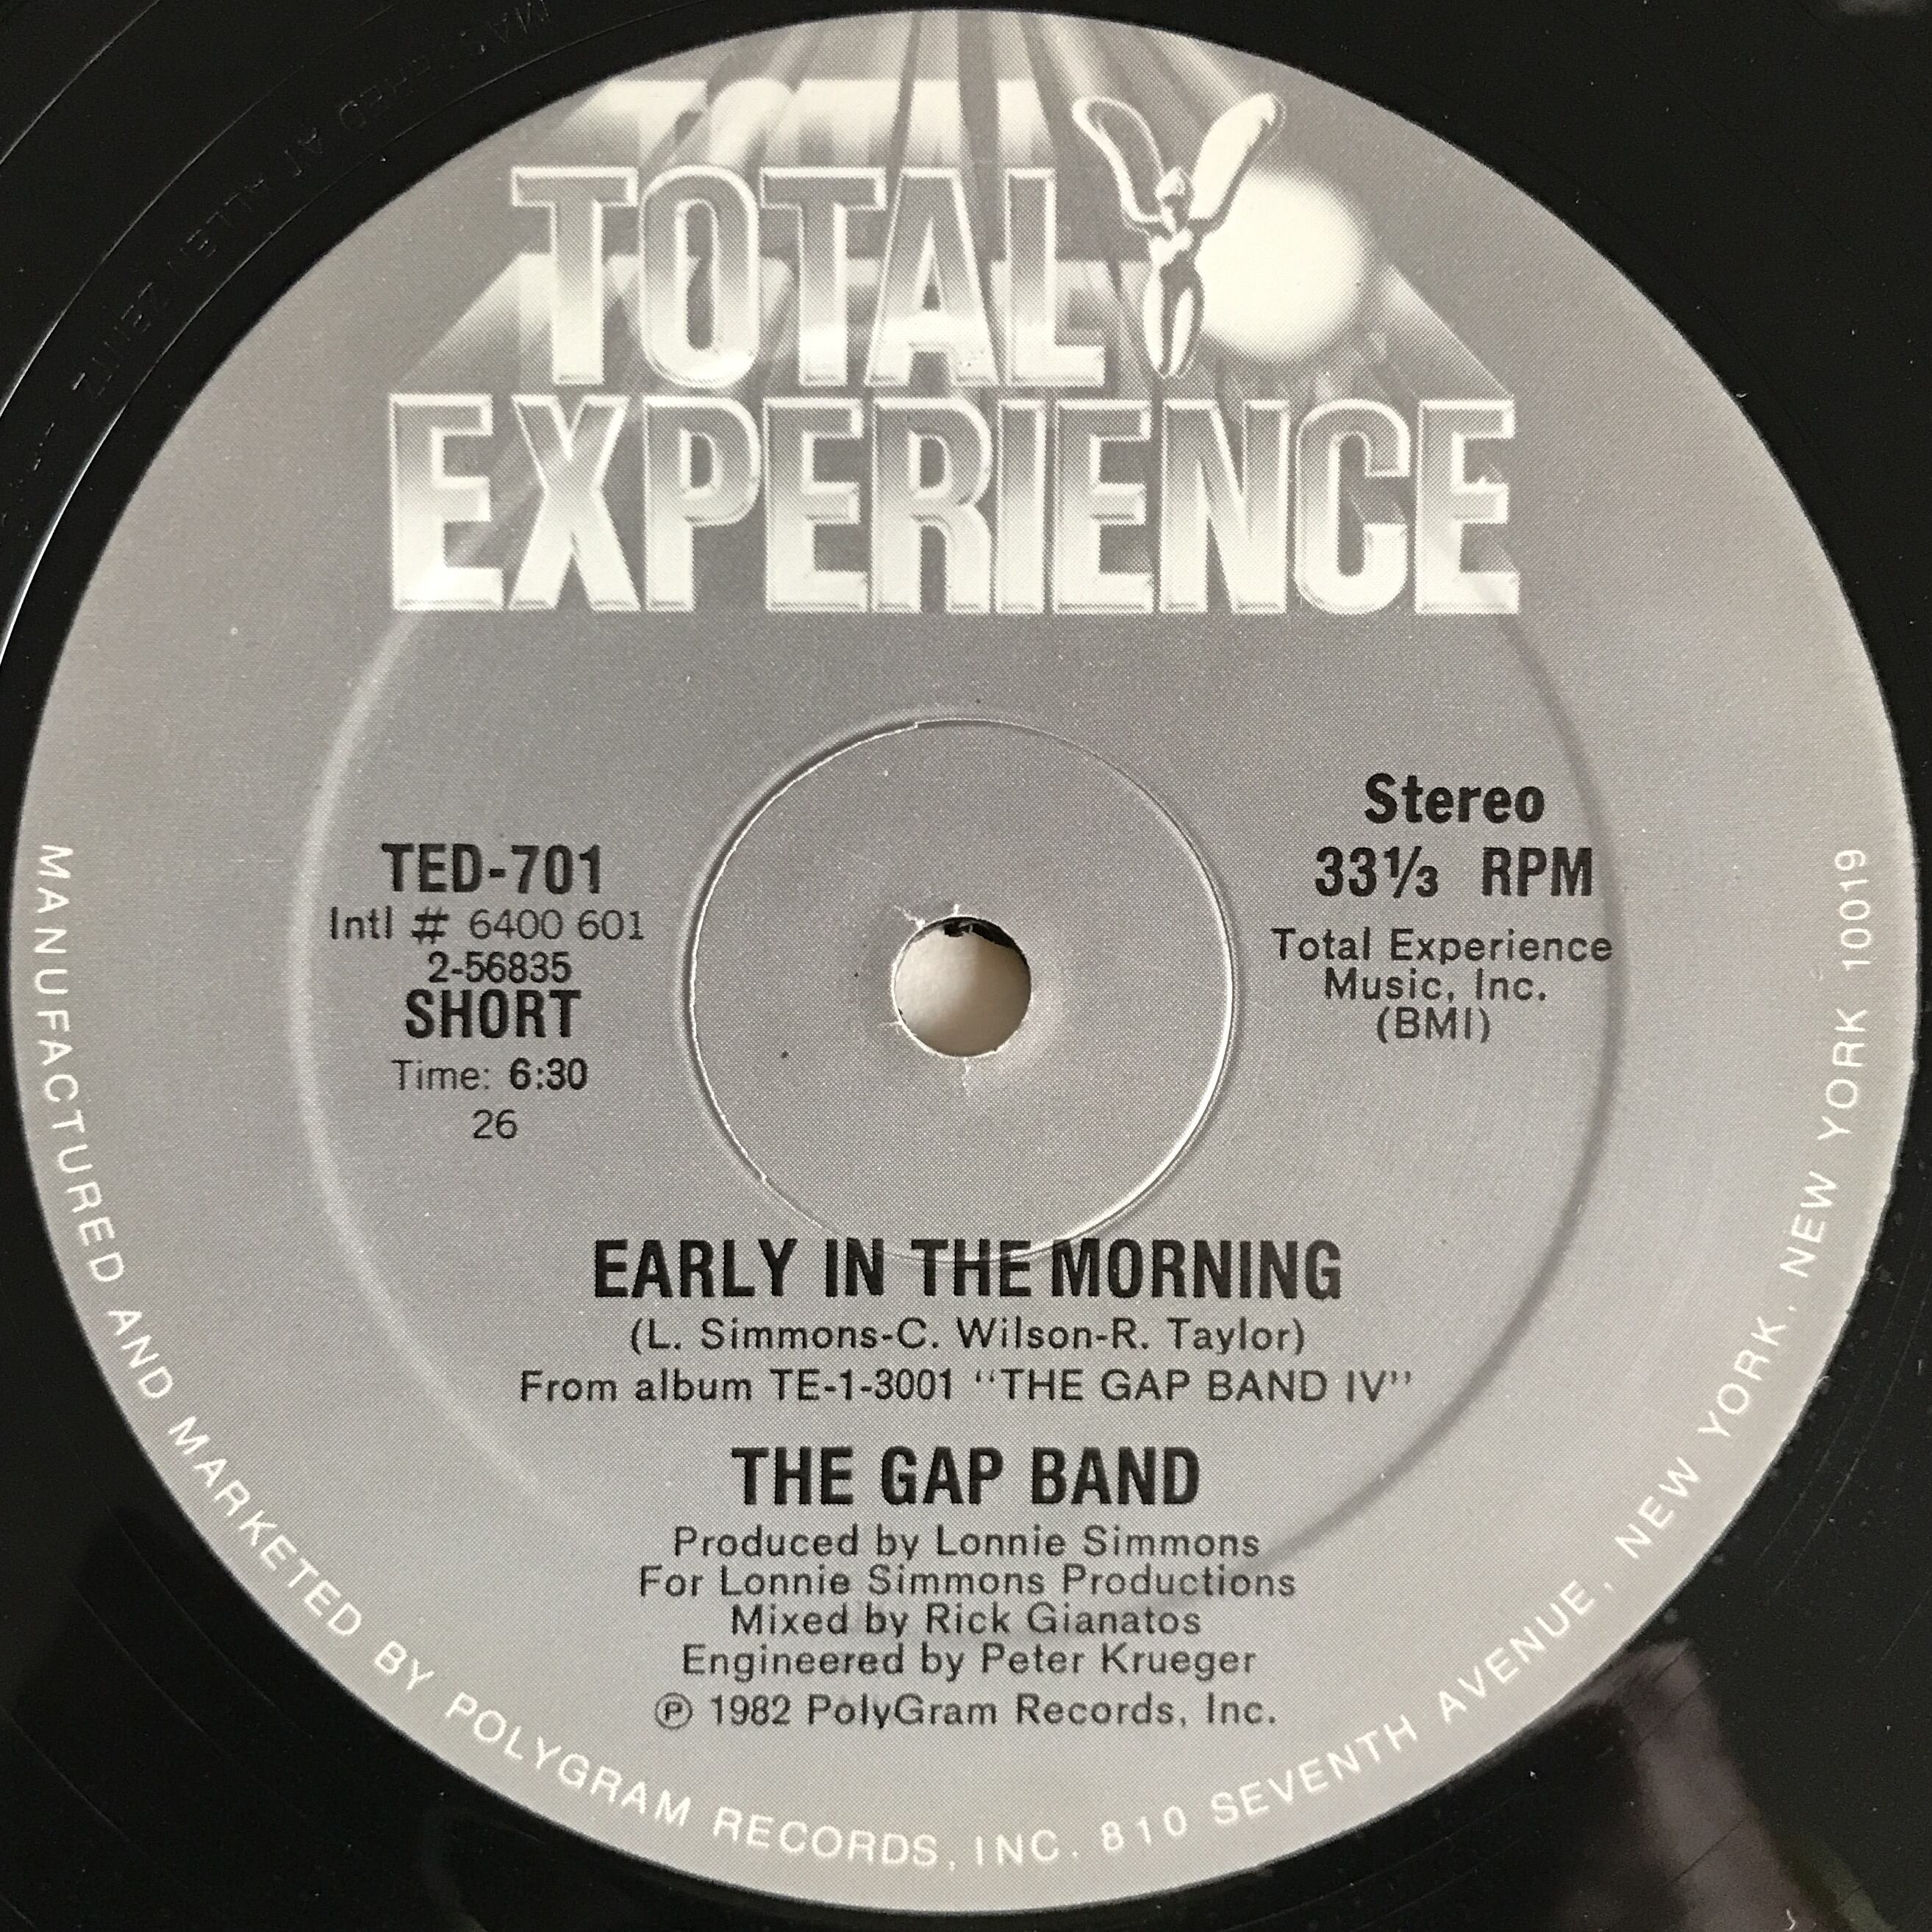 TOTAL
EXPERIENCE
TED-701
Intl # 6400 601
2-56835
SHORT
Time: 6:30
26
Stereo
33⅓ RPM
Total Experience
Music, Inc.
(BMI)
EARLY IN THE MORNING
(L. Simmons-C. Wilson-R. Taylor)
From album TE-1-3001 "THE GAP BAND IV"
THE GAP BAND
Produced by Lonnie Simmons
For Lonnie Simmons Productions
Mixed by Rick Gianatos
Engineered by Peter Krueger
Ⓟ 1982 PolyGram Records, Inc.
MANUFACTURED AND MARKETED BY POLYGRAM RECORDS, INC. 810 SEVENTH AVENUE, NEW YORK, NEW YORK 10019
MASTERED AT ALLEN ZENTZ